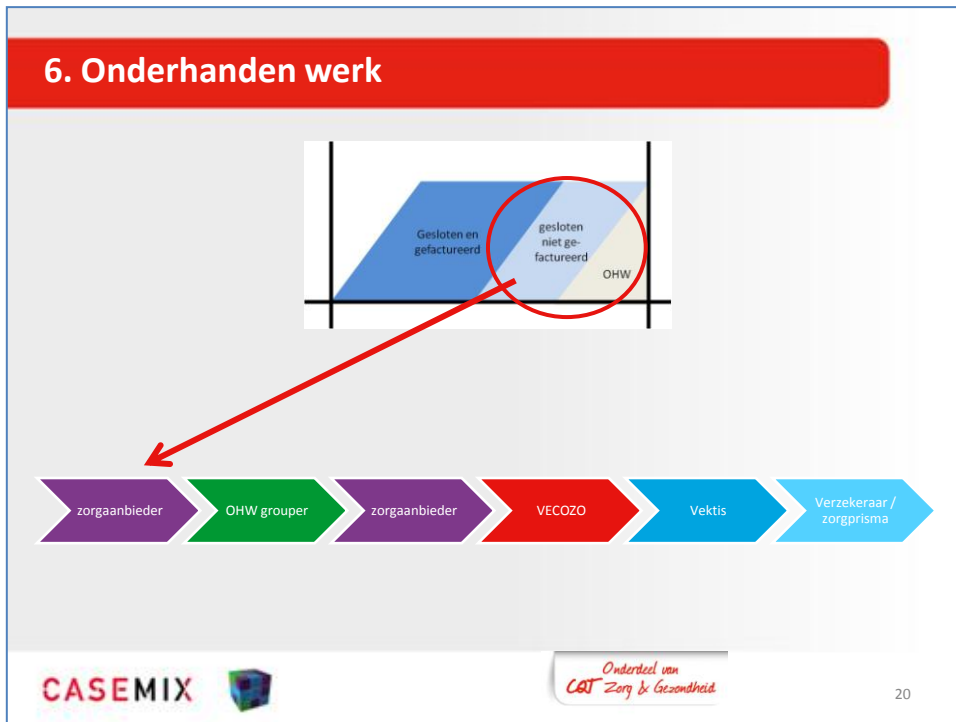 6. Onderhanden werk
Gesloten en
gefactureerd
gesloten
niet ge-
factureerd
OHW
zorgaanbieder
OHW grouper
zorgaanbieder
VECOZO
Vektis
Verzekeraar /
zorgprisma
CASEMIX
Onderdeel van
CQT Zorg & Gezondheid
20